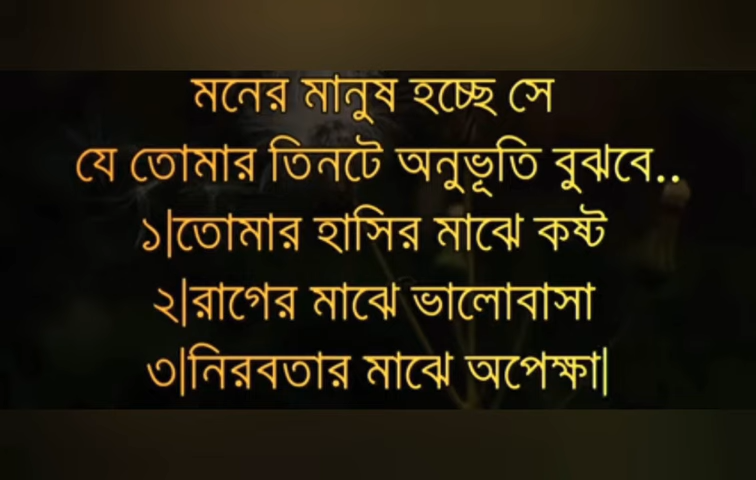 মনের মানুষ হচ্ছে সে
যে তোমার তিনটে অনুভূতি বুঝবে..
১|তোমার হাসির মাঝে কষ্ট
২|রাগের মাঝে ভালোবাসা
৩|নিরবতার মাঝে অপেক্ষা|